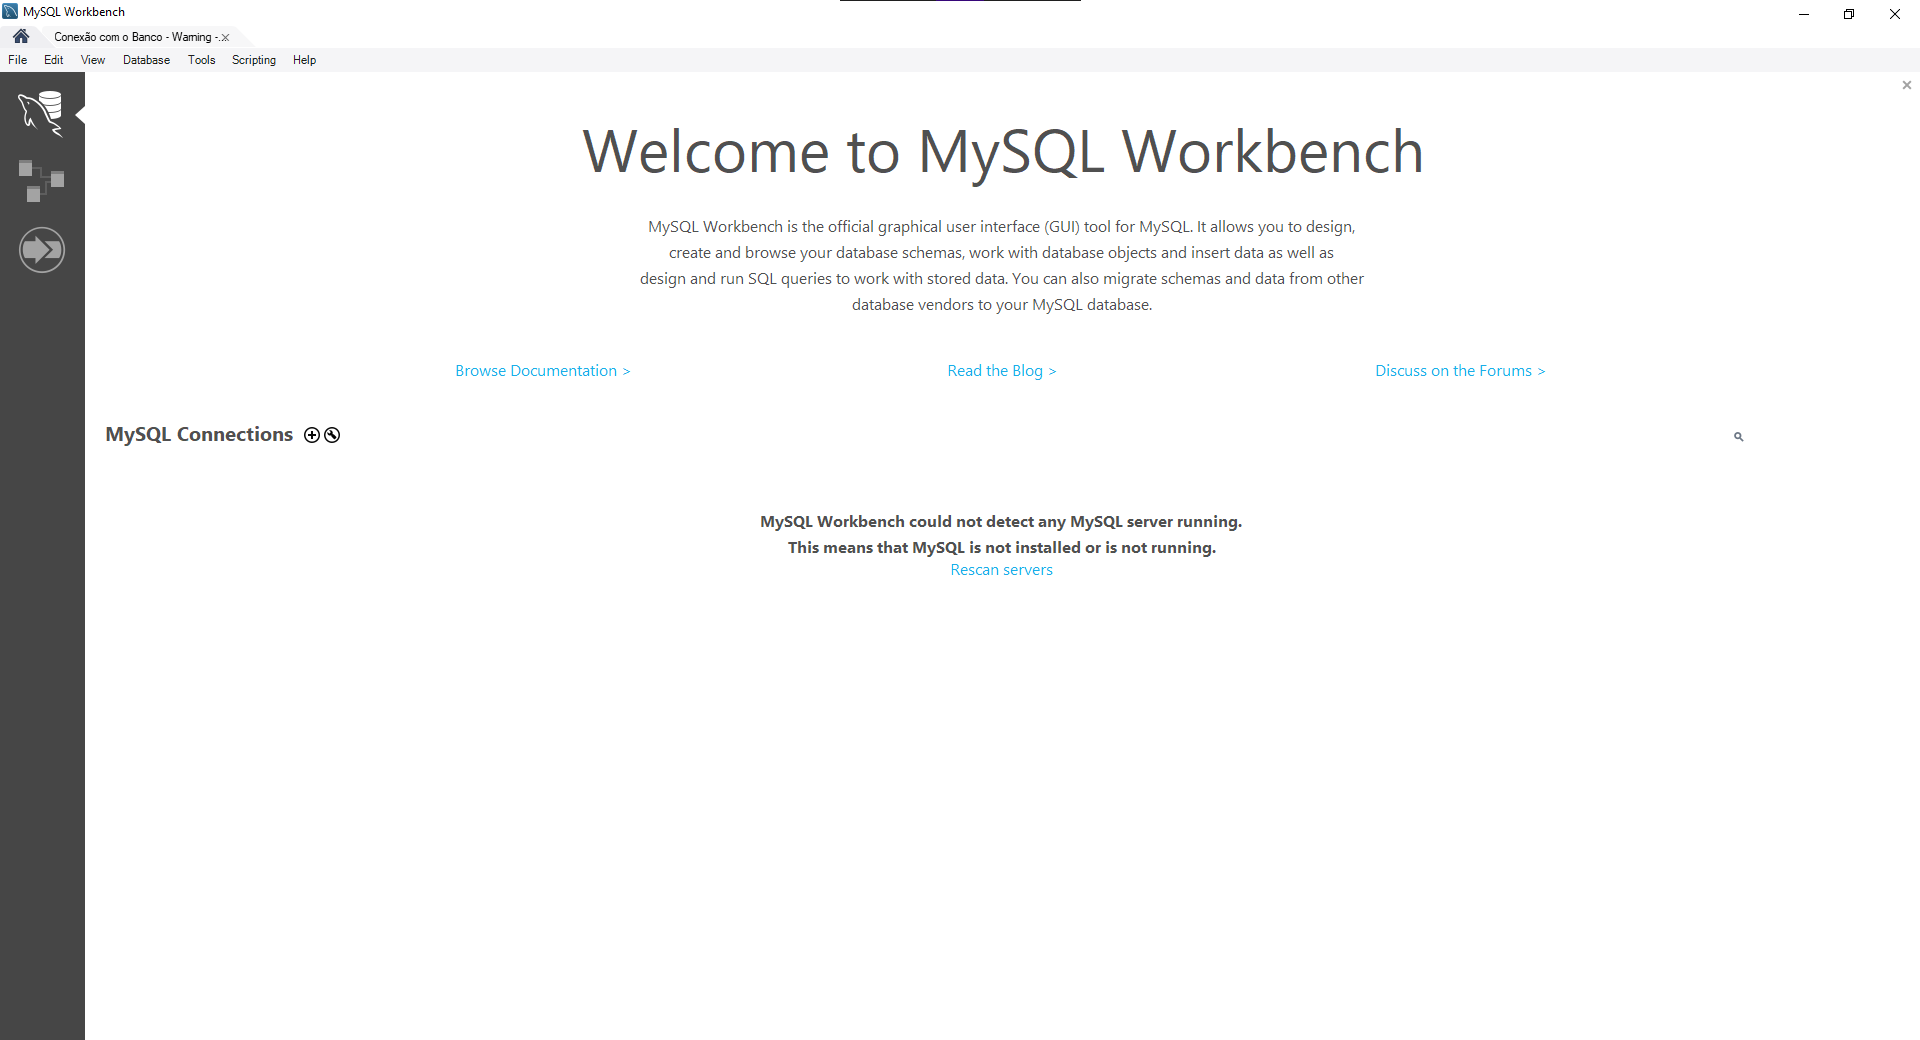 MySQL Workbench
Conexão com o Banco - Warning -...
File Edit View Database Tools Scripting Help
Welcome to MySQL Workbench
MySQL Workbench is the official graphical user interface (GUI) tool for MySQL. It allows you to design,
create and browse your database schemas, work with database objects and insert data as well as
design and run SQL queries to work with stored data. You can also migrate schemas and data from other
database vendors to your MySQL database.
Browse Documentation > Read the Blog > Discuss on the Forums >
MySQL Connections
MySQL Workbench could not detect any MySQL server running.
This means that MySQL is not installed or is not running.
Rescan servers